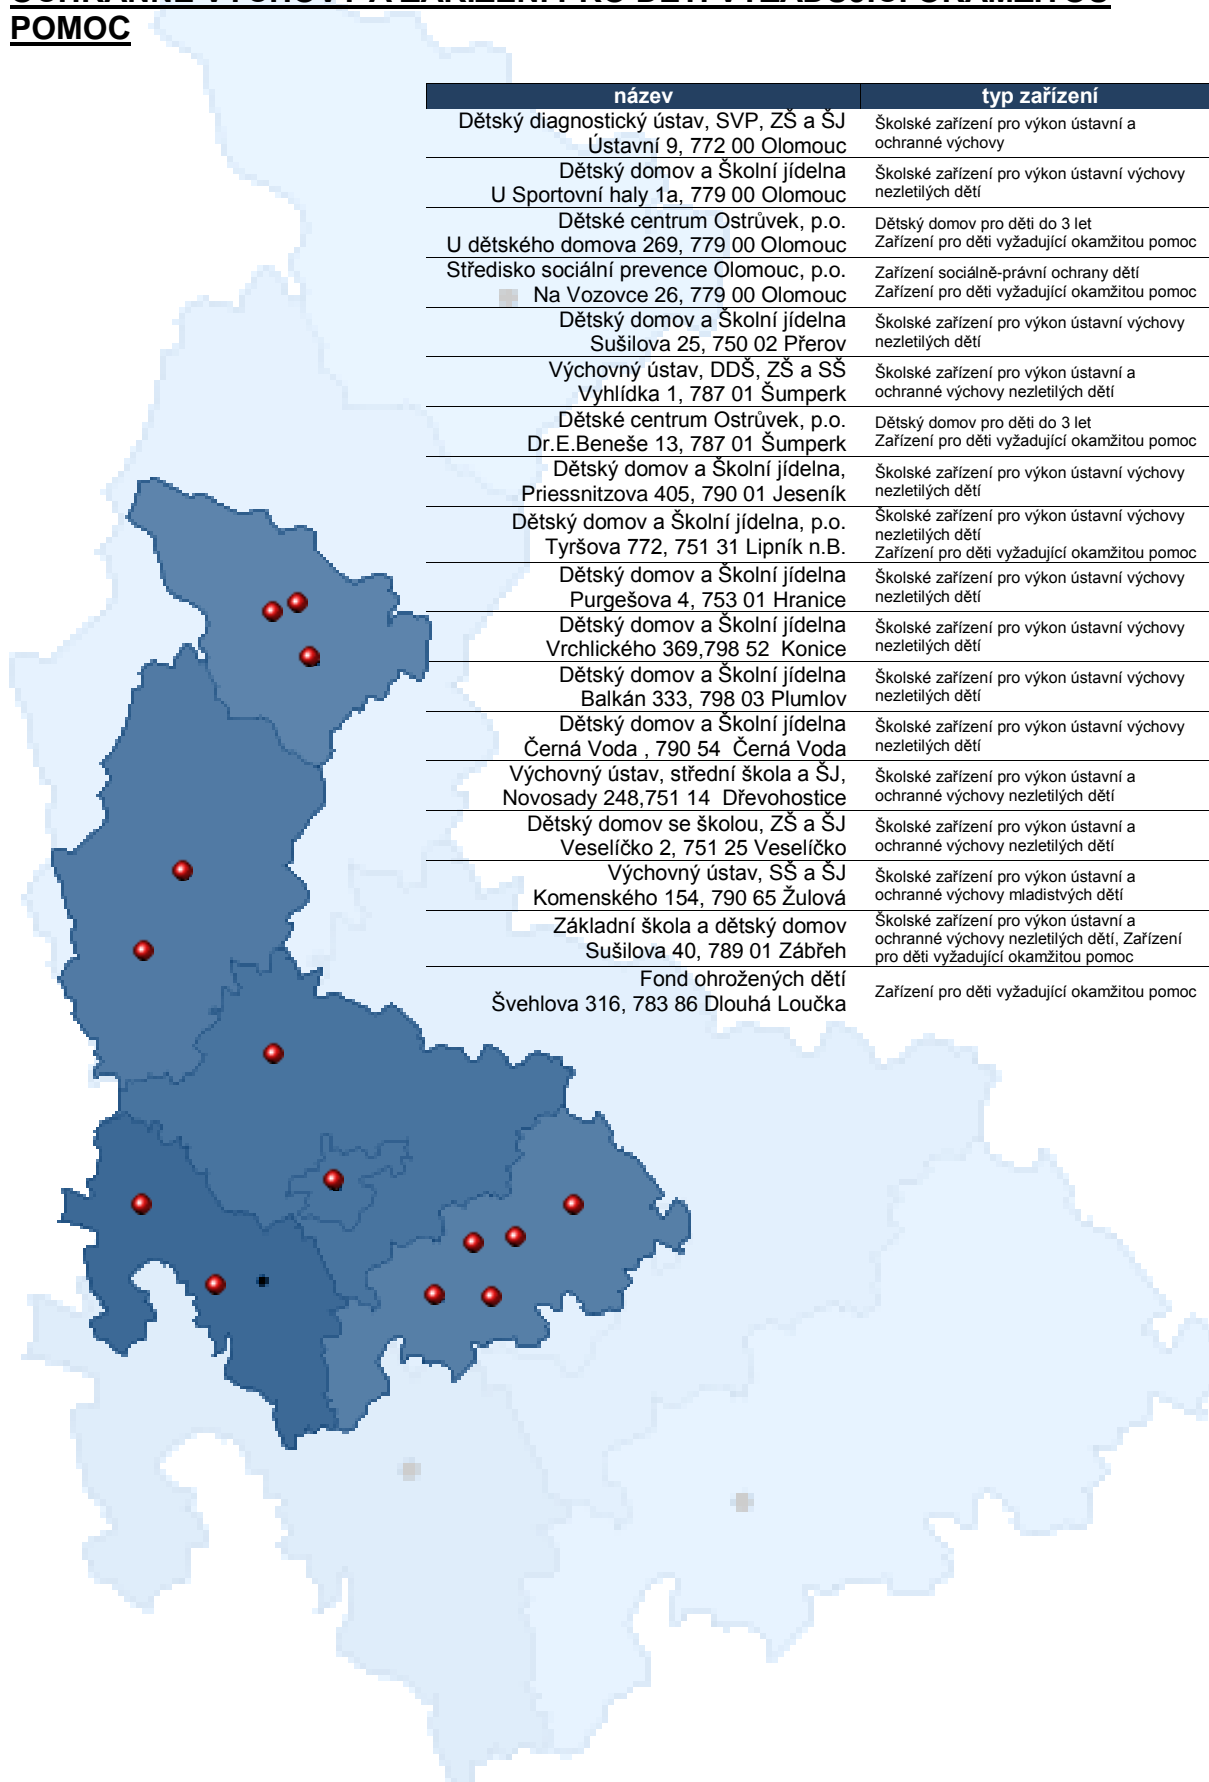 OCHRANNÉ VÝCHOVY A ZAŘÍZENÍ PRO DĚTI VYŽADUJÍCÍ OKAMŽITOU
POMOC
název typ zařízení
Dětský diagnostický ústav, SVP, ZŠ a ŠJ
Ústavní 9, 772 00 Olomouc
Školské zařízení pro výkon ústavní a
ochranné výchovy
Dětský domov a Školní jídelna
U Sportovní haly 1a, 779 00 Olomouc
Školské zařízení pro výkon ústavní výchovy
nezletilých dětí
Dětské centrum Ostrůvek, p.o.
U dětského domova 269, 779 00 Olomouc
Dětský domov pro děti do 3 let
Zařízení pro děti vyžadující okamžitou pomoc
Středisko sociální prevence Olomouc, p.o.
Na Vozovce 26, 779 00 Olomouc
Zařízení sociálně-právní ochrany dětí
Zařízení pro děti vyžadující okamžitou pomoc
Dětský domov a Školní jídelna
Sušilova 25, 750 02 Přerov
Školské zařízení pro výkon ústavní výchovy
nezletilých dětí
Výchovný ústav, DDŠ, ZŠ a SŠ
Vyhlídka 1, 787 01 Šumperk
Školské zařízení pro výkon ústavní a
ochranné výchovy nezletilých dětí
Dětské centrum Ostrůvek, p.o.
Dr.E.Beneše 13, 787 01 Šumperk
Dětský domov pro děti do 3 let
Zařízení pro děti vyžadující okamžitou pomoc
Dětský domov a Školní jídelna,
Priessnitzova 405, 790 01 Jeseník
Školské zařízení pro výkon ústavní výchovy
nezletilých dětí
Dětský domov a Školní jídelna, p.o.
Tyršova 772, 751 31 Lipník n.B.
Školské zařízení pro výkon ústavní výchovy
nezletilých dětí
Zařízení pro děti vyžadující okamžitou pomoc
Dětský domov a Školní jídelna
Purgešova 4, 753 01 Hranice
Školské zařízení pro výkon ústavní výchovy
nezletilých dětí
Dětský domov a Školní jídelna
Vrchlického 369,798 52 Konice
Školské zařízení pro výkon ústavní výchovy
nezletilých dětí
Dětský domov a Školní jídelna
Balkán 333, 798 03 Plumlov
Školské zařízení pro výkon ústavní výchovy
nezletilých dětí
Dětský domov a Školní jídelna
Černá Voda , 790 54 Černá Voda
Školské zařízení pro výkon ústavní výchovy
nezletilých dětí
Výchovný ústav, střední škola a ŠJ,
Novosady 248,751 14 Dřevohostice
Školské zařízení pro výkon ústavní a
ochranné výchovy nezletilých dětí
Dětský domov se školou, ZŠ a ŠJ
Veselíčko 2, 751 25 Veselíčko
Školské zařízení pro výkon ústavní a
ochranné výchovy nezletilých dětí
Výchovný ústav, SŠ a ŠJ
Komenského 154, 790 65 Žulová
Školské zařízení pro výkon ústavní a
ochranné výchovy mladistvých dětí
Základní škola a dětský domov
Sušilova 40, 789 01 Zábřeh
Školské zařízení pro výkon ústavní a
ochranné výchovy nezletilých dětí, Zařízení
pro děti vyžadující okamžitou pomoc
Fond ohrožených dětí
Švehlova 316, 783 86 Dlouhá Loučka
Zařízení pro děti vyžadující okamžitou pomoc